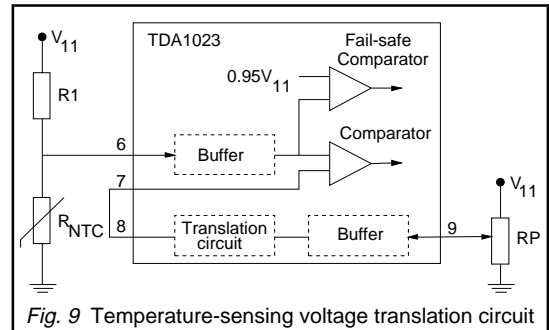 V11
TDA1023
Fail-safe
Comparator
0.95V11
R1
Comparator
6
Buffer
7
V11
8
Translation
circuit
Buffer
9
RNTC
RP
Fig. 9 Temperature-sensing voltage translation circuit